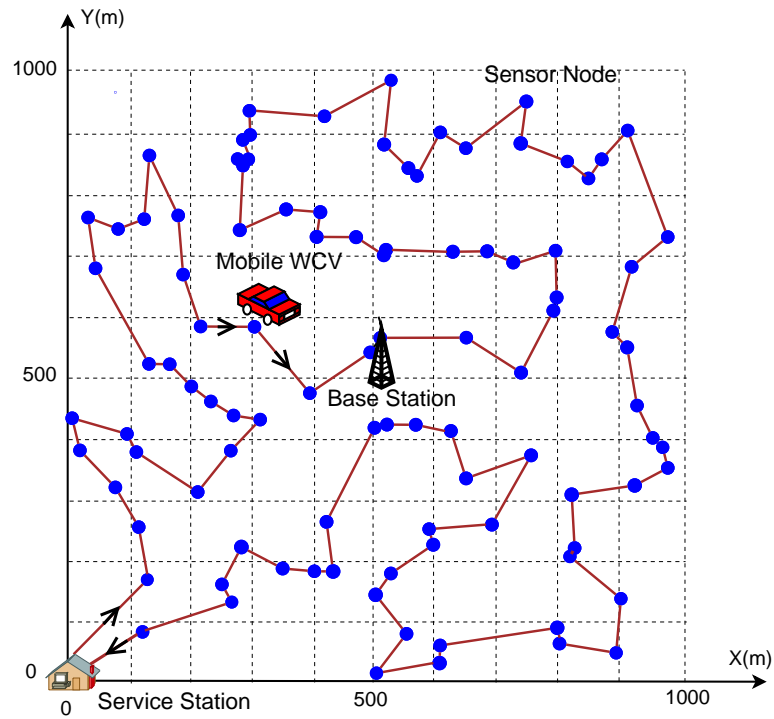 Y(m)
1000
Sensor Node
Mobile WCV
500
Base Station
0
X(m)
Service Station
0
500
1000